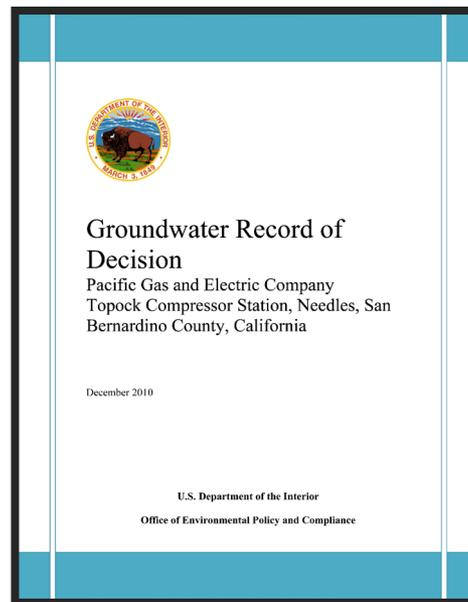 U.S. DEPARTMENT OF THE INTERIOR
MARCH 3, 1849
Groundwater Record of
Decision
Pacific Gas and Electric Company
Topock Compressor Station, Needles, San
Bernardino County, California
December 2010
U.S. Department of the Interior
Office of Environmental Policy and Compliance